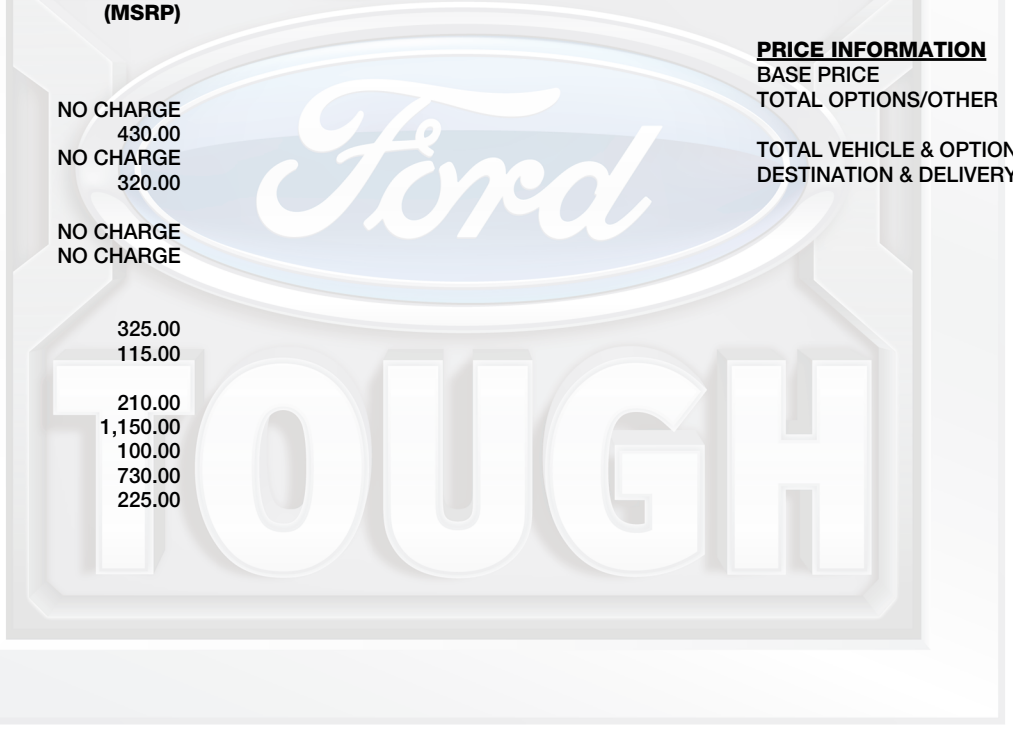 (MSRP)
NO CHARGE
430.00
NO CHARGE
320.00
NO CHARGE
NO CHARGE
325.00
115.00
210.00
1,150.00
100.00
730.00
225.00
PRICE INFORMATION
BASE PRICE
TOTAL OPTIONS/OTHER
TOTAL VEHICLE & OPTION
DESTINATION & DELIVERY
Ford
TOUGH